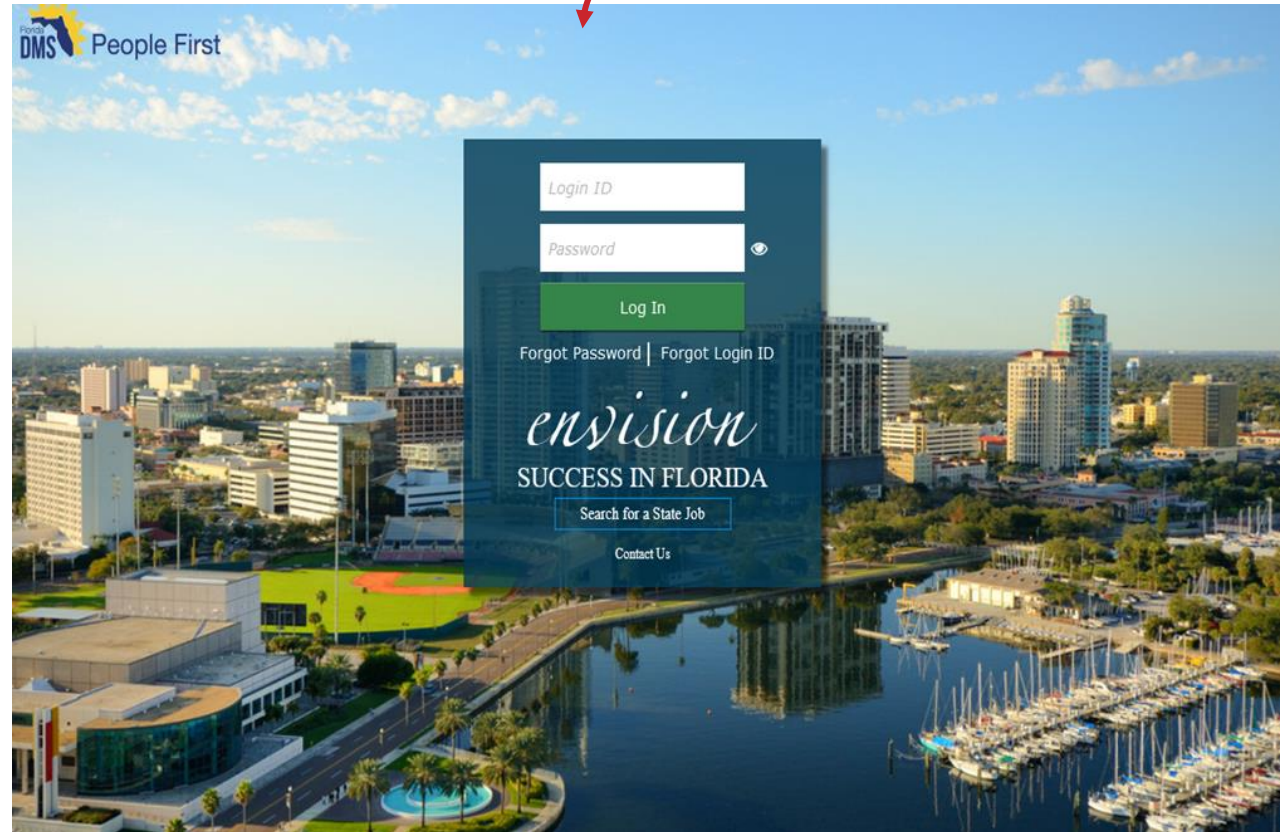 Florida
DMS People First
Login ID
Password
Log In
Forgot Password | Forgot Login ID
envision
SUCCESS IN FLORIDA
Search for a State Job
Contact Us